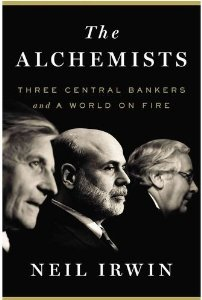 The
ALCHEMISTS
THREE CENTRAL BANKERS
and A WORLD ON FIRE
NEIL IRWIN